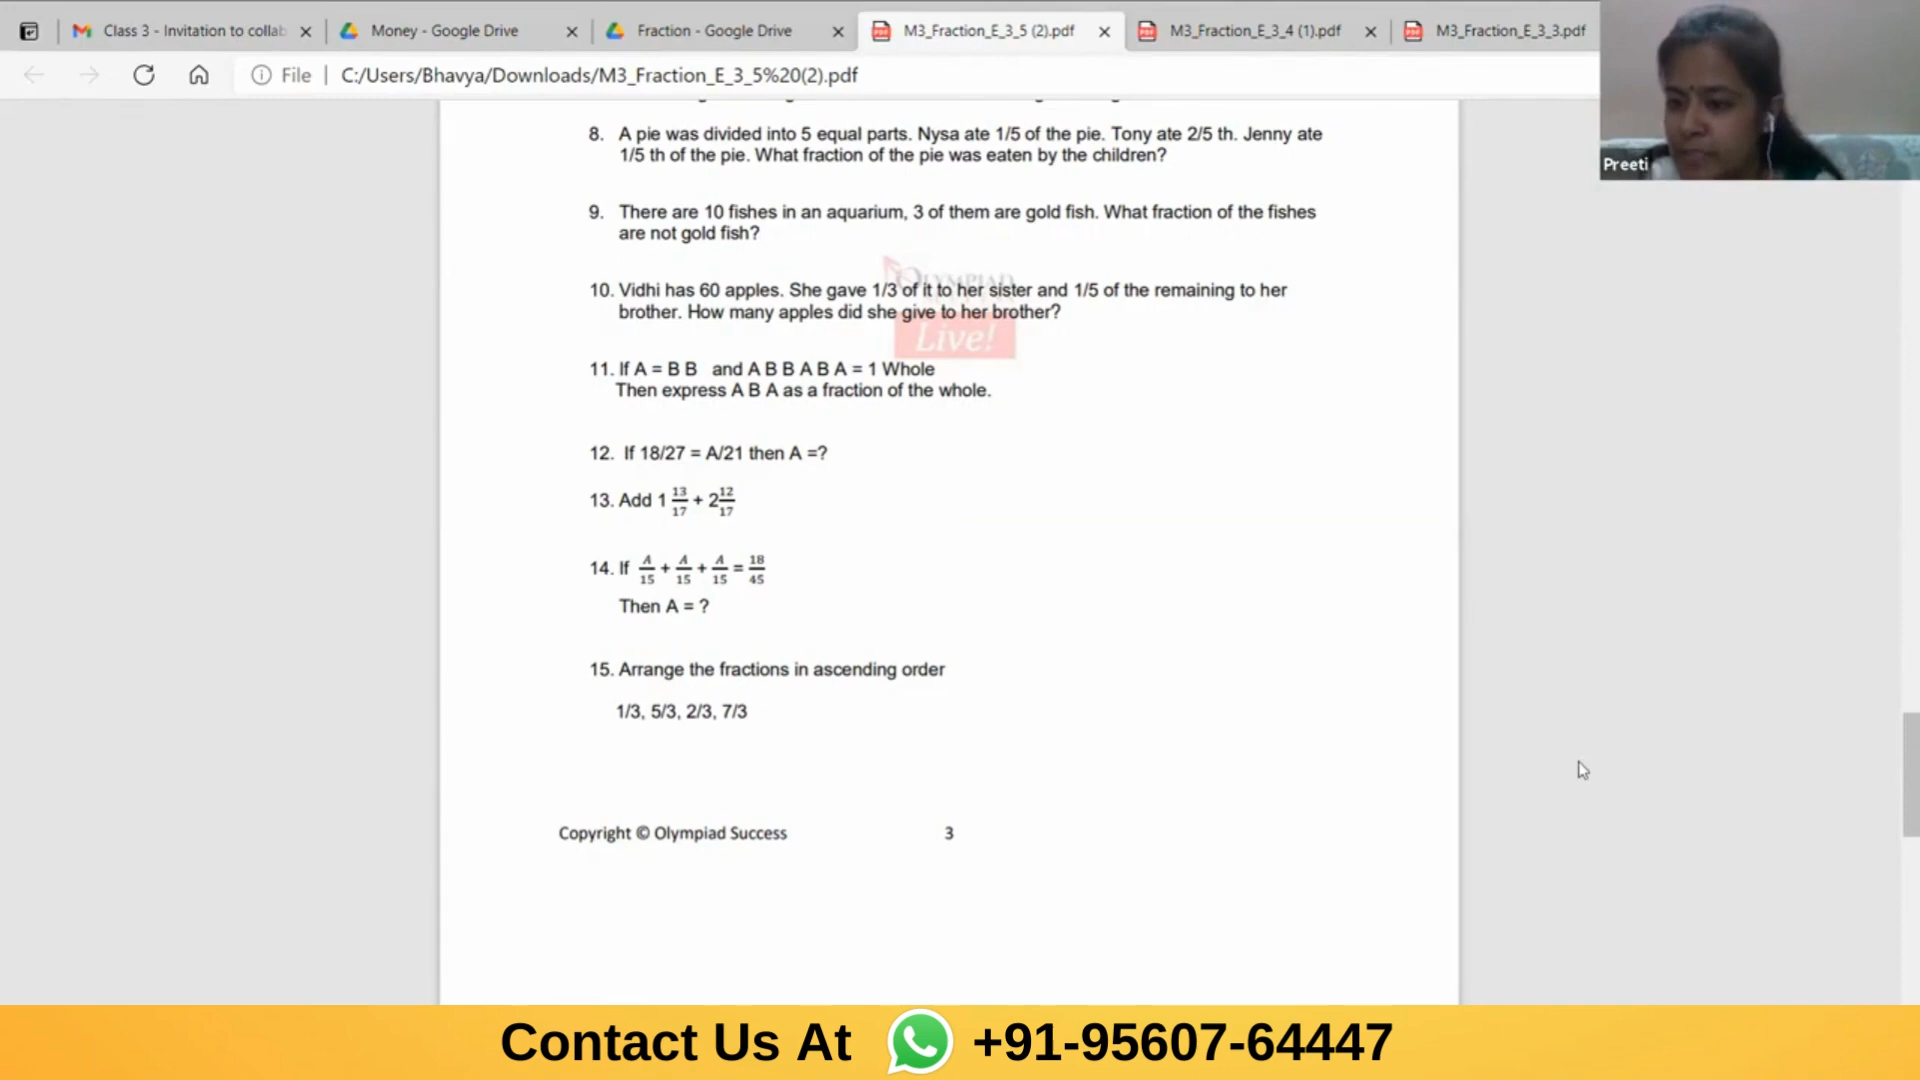 Class 3 - Invitation to collab
Money - Google Drive
Fraction - Google Drive
M3_Fraction_E_3_5 (2).pdf
M3_Fraction_E_3_4 (1).pdf
M3_Fraction_E_3_3.pdf
File
C:/Users/Bhavya/Downloads/M3_Fraction_E_3_5%20(2).pdf
Preeti
8. A pie was divided into 5 equal parts. Nysa ate 1/5 of the pie. Tony ate 2/5 th. Jenny ate
1/5 th of the pie. What fraction of the pie was eaten by the children?
9. There are 10 fishes in an aquarium, 3 of them are gold fish. What fraction of the fishes
are not gold fish?
OLYMPIAD
10. Vidhi has 60 apples. She gave 1/3 of it to her sister and 1/5 of the remaining to her
brother. How many apples did she give to her brother?
Live!
11. If A = B B and A B B A B A = 1 Whole
Then express A B A as a fraction of the whole.
12. If 18/27 = A/21 then A =?
13. Add 1 13/17 + 2 12/17
14. If A/15 + A/15 + A/15 = 18/45
Then A = ?
15. Arrange the fractions in ascending order
1/3, 5/3, 2/3, 7/3
Copyright © Olympiad Success 3
Contact Us At +91-95607-64447